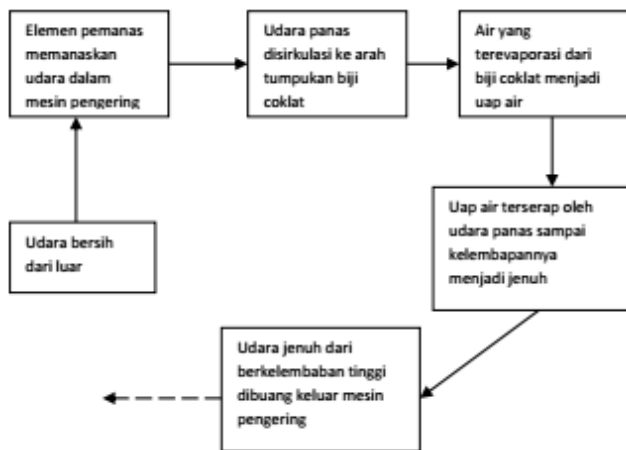 Elemen pemanas
memanaskan
udara dalam
mesin pengering
Udara panas
disirkulasi ke arah
tumpukan biji
coklat
Air yang
terevaporasi dari
biji coklat menjadi
uap air
Uap air terserap oleh
udara panas sampai
kelembapannya
menjadi jenuh
Udara bersih
dari luar
Udara jenuh dari
berkelembaban tinggi
dibuang keluar mesin
pengering